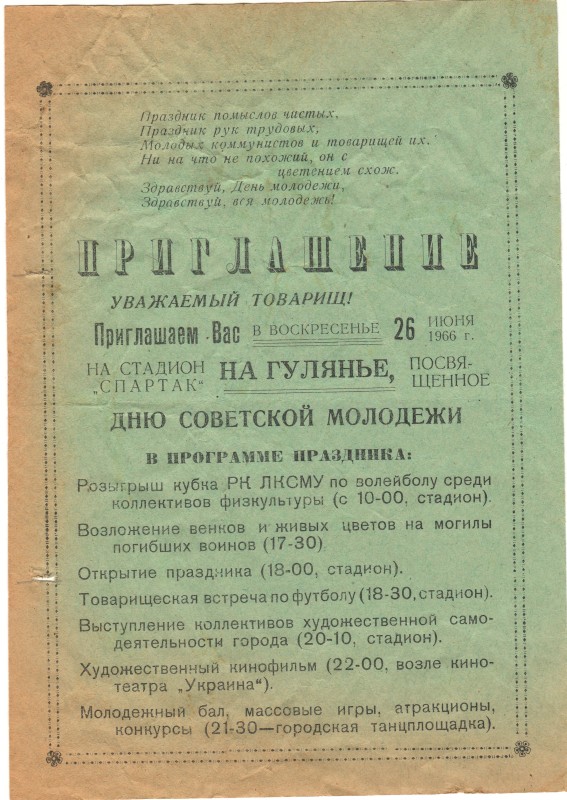 Праздник помыслов чистых,
Праздник рук трудовых,
Молодых коммунистов и товарищей их.
Ни на что не похожий, он с
цветением схож.
Здравствуй, День молодежи,
Здравствуй, вся молодежь!
ПРИГЛАШЕНИЕ
УВАЖАЕМЫЙ ТОВАРИЩ!
Приглашаем Вас В ВОСКРЕСЕНЬЕ 26 ИЮНЯ 1966 г.
НА СТАДИОН „СПАРТАК“ НА ГУЛЯНЬЕ, ПОСВЯ-ЩЕННОЕ
ДНЮ СОВЕТСКОЙ МОЛОДЕЖИ
В ПРОГРАММЕ ПРАЗДНИКА:
Розыгрыш кубка РК ЛКСМУ по волейболу среди
коллективов физкультуры (с 10-00, стадион).
Возложение венков и живых цветов на могилы
погибших воинов (17-30)
Открытие праздника (18-00, стадион).
Товарищеская встреча по футболу (18-30, стадион).
Выступление коллективов художественной само-
деятельности города (20-10, стадион).
Художественный кинофильм (22-00, возле кино-
театра „Украина“).
Молодежный бал, массовые игры, атракционы,
конкурсы (21-30—городская танцплощадка).